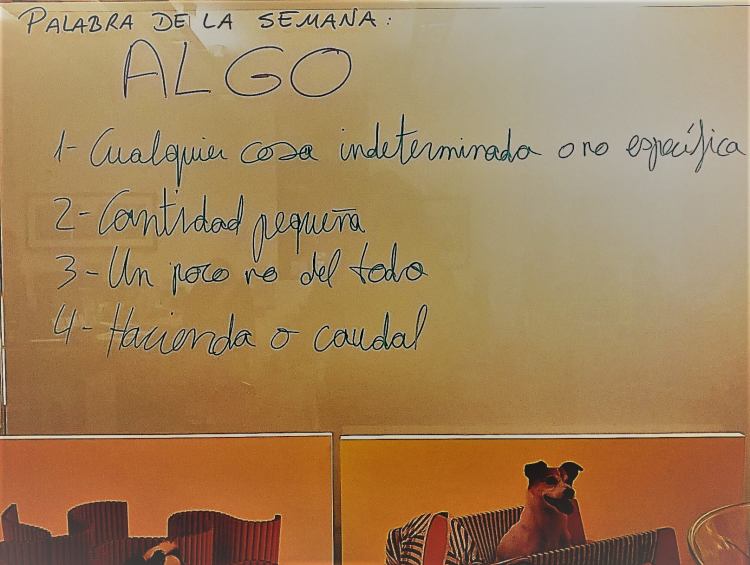 PALABRA DE LA SEMANA:
ALGO
1- Cualquier cosa indeterminada o no específica
2- Cantidad pequeña
3- Un poco no del todo
4- Hacienda o caudal